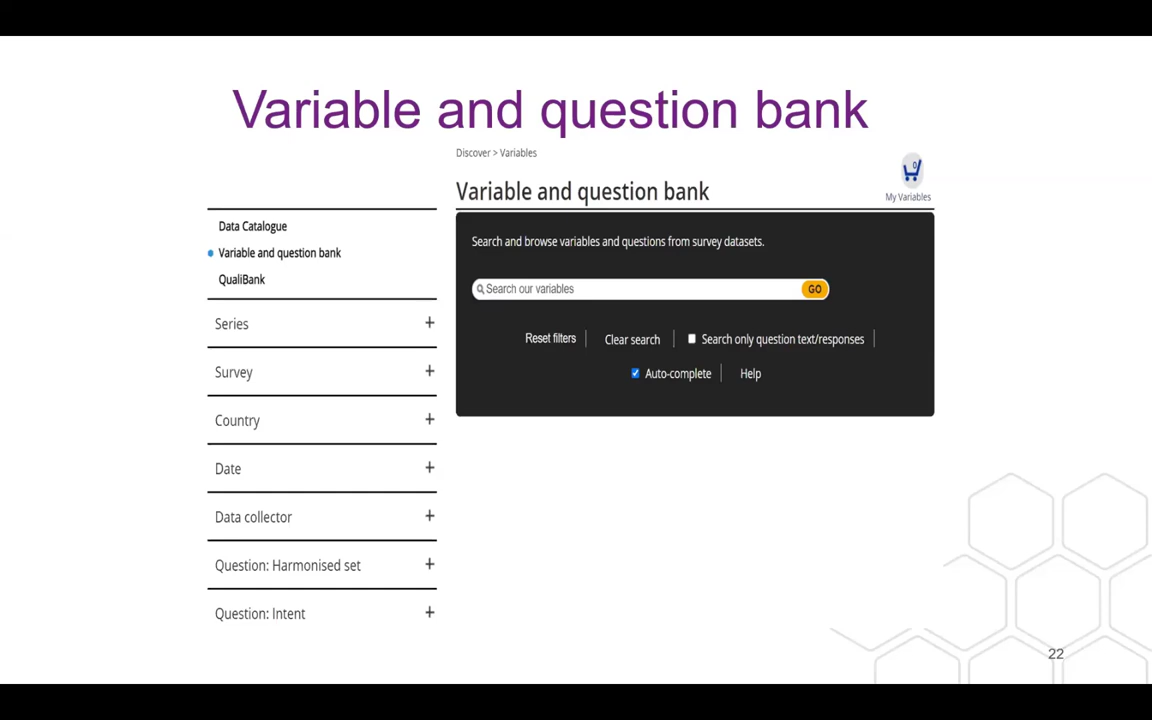 Variable and question bank
Discover > Variables
0
My Variables
Variable and question bank
Data Catalogue
Variable and question bank
QualiBank
Series +
Survey +
Country +
Date +
Data collector +
Question: Harmonised set +
Question: Intent +
Search and browse variables and questions from survey datasets.
Search our variables GO
Reset filters | Clear search | Search only question text/responses |
Auto-complete | Help
22